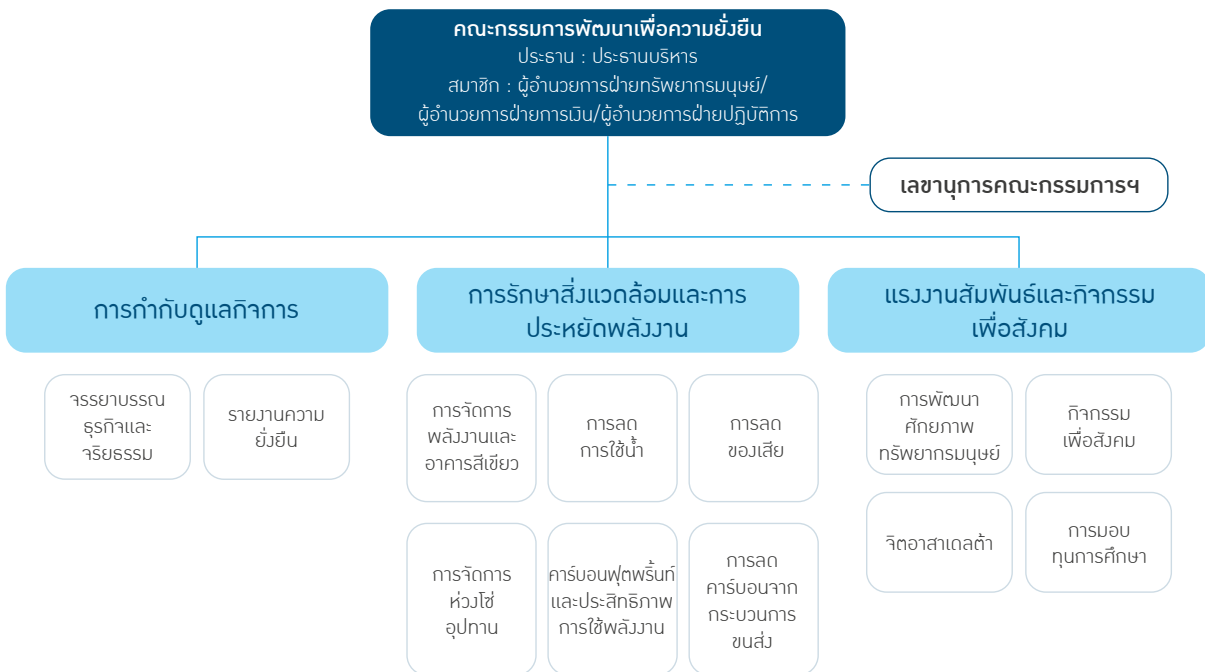 คณะกรรมการพัฒนาเพื่อความยั่งยืน
ประธาน : ประธานบริหาร
สมาชิก : ผู้อำนวยการฝ่ายทรัพยากรมนุษย์/
ผู้อำนวยการฝ่ายการเงิน/ผู้อำนวยการฝ่ายปฏิบัติการ
เลขานุการคณะกรรมการฯ
การกำกับดูแลกิจการ
จรรยาบรรณ
ธุรกิจและ
จริยธรรม
รายงานความ
ยั่งยืน
การรักษาสิ่งแวดล้อมและการ
ประหยัดพลังงาน
การจัดการ
พลังงานและ
อาคารสีเขียว
การลด
การใช้น้ำ
การลด
ของเสีย
การจัดการ
ห่วงโซ่
อุปทาน
คาร์บอนฟุตพริ้นท์
และประสิทธิภาพ
การใช้พลังงาน
การลด
คาร์บอนจาก
กระบวนการ
ขนส่ง
แรงงานสัมพันธ์และกิจกรรม
เพื่อสังคม
การพัฒนา
ศักยภาพ
ทรัพยากรมนุษย์
กิจกรรม
เพื่อสังคม
จิตอาสาเดลต้า
การมอบ
ทุนการศึกษา